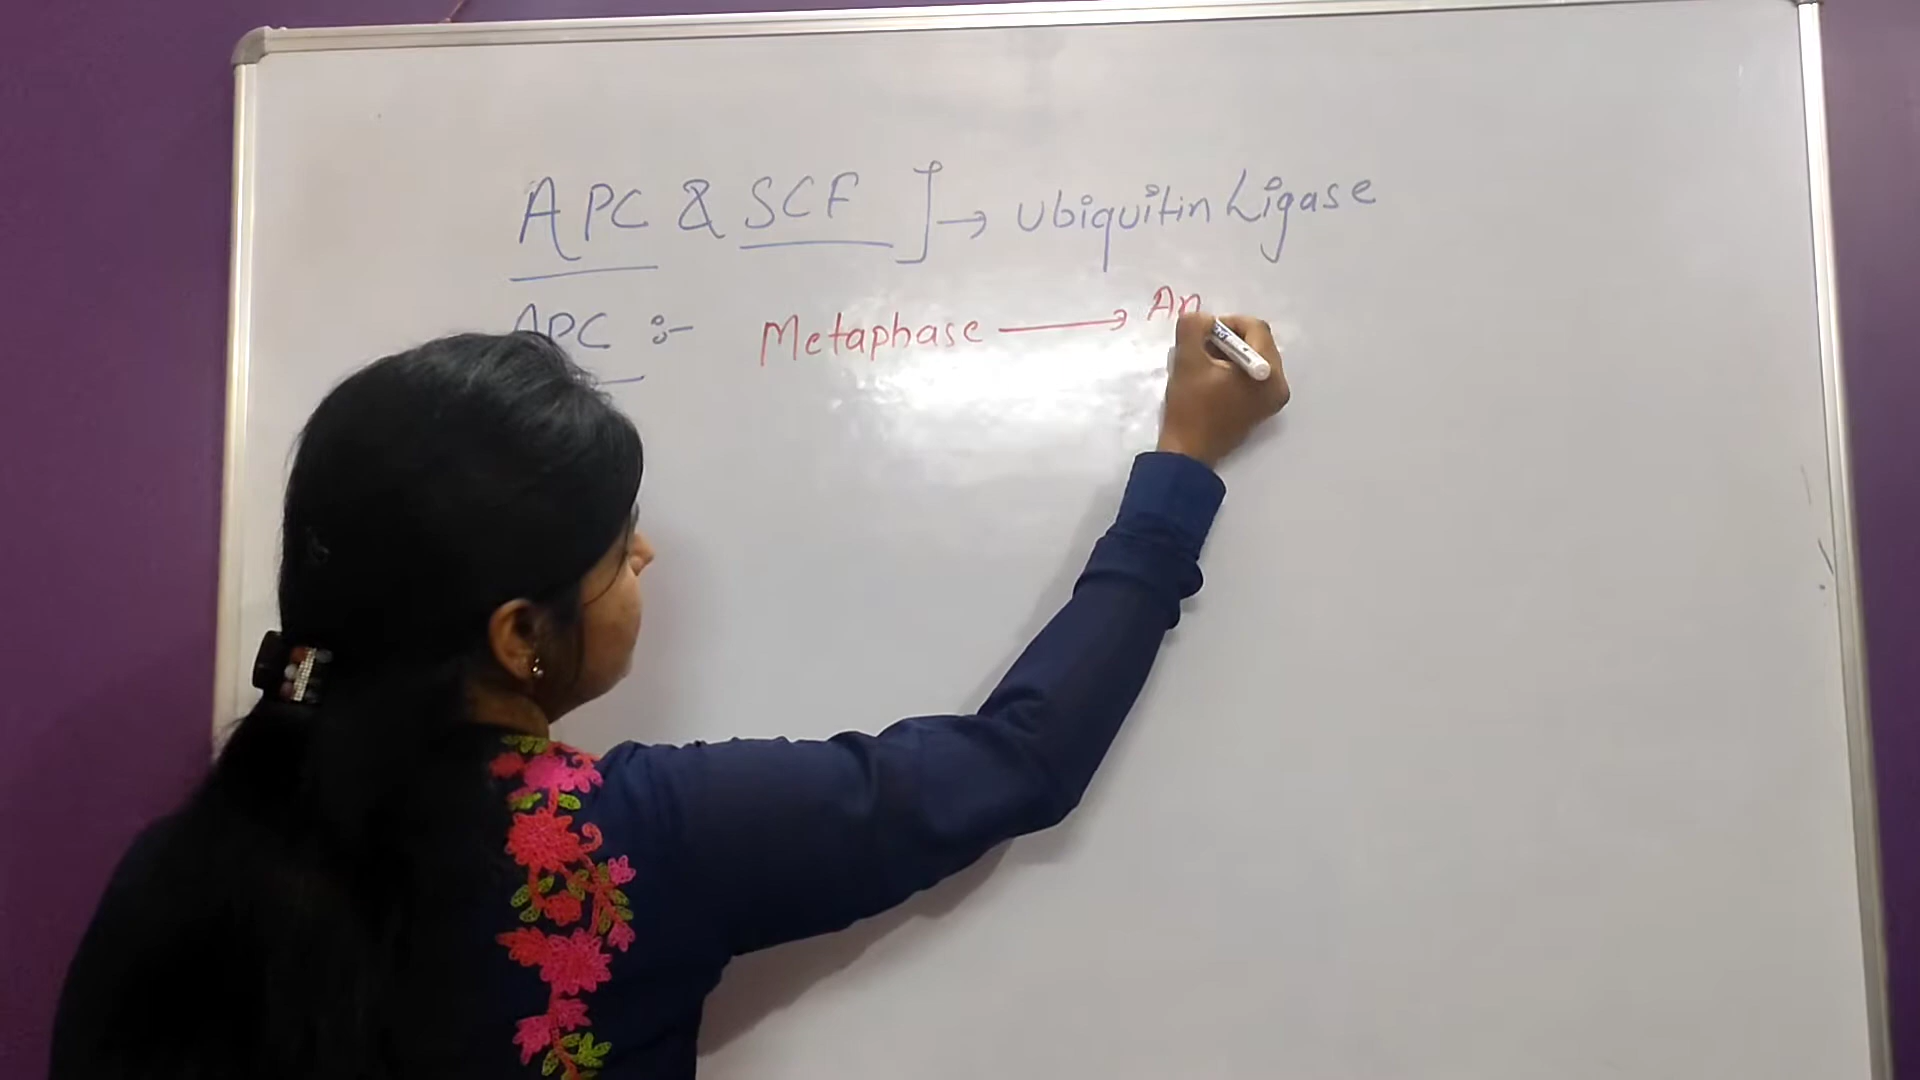 APC & SCF ] → Ubiquitin Ligase
APC :- Metaphase → An